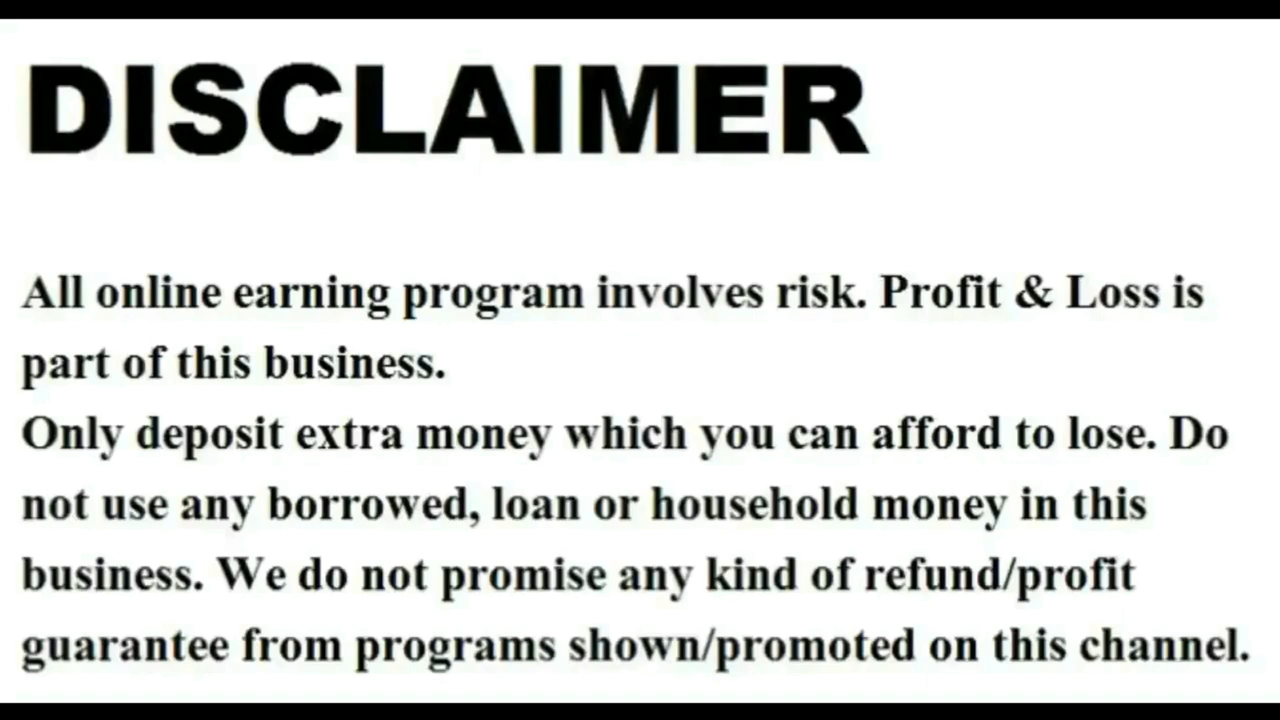 DISCLAIMER
All online earning program involves risk. Profit & Loss is
part of this business.
Only deposit extra money which you can afford to lose. Do
not use any borrowed, loan or household money in this
business. We do not promise any kind of refund/profit
guarantee from programs shown/promoted on this channel.